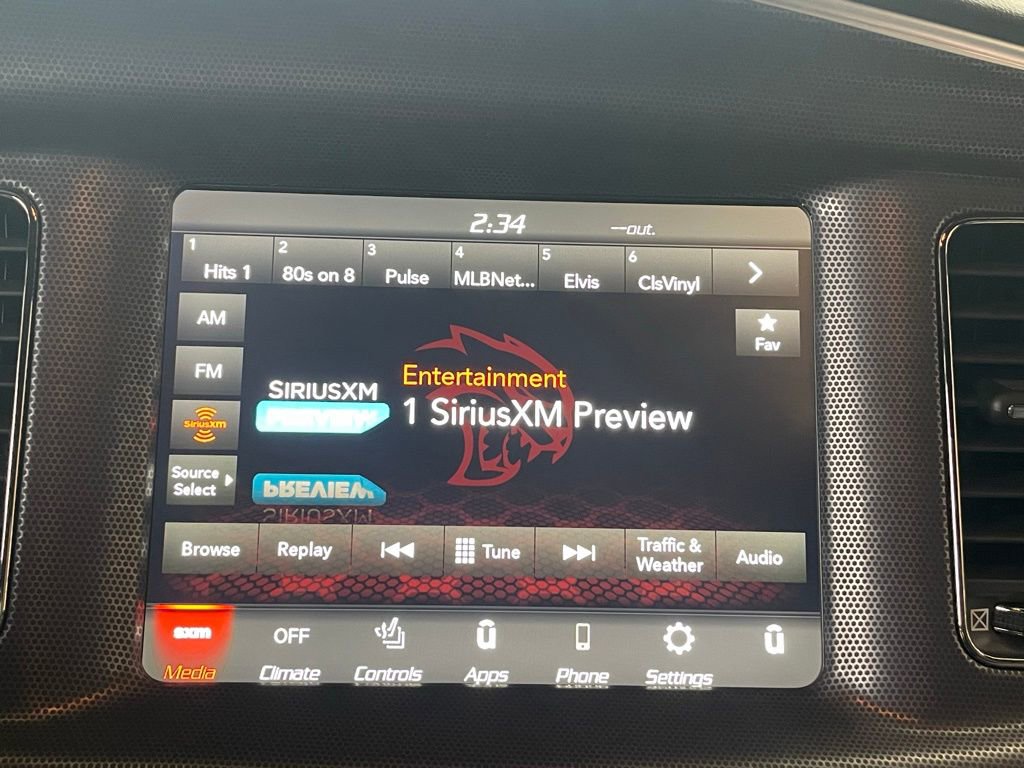 2:34 --out.
1 2 3 4 5 6
Hits 1 80s on 8 Pulse MLBNet... Elvis ClsVinyl
AM
Fav
FM
Entertainment
SIRIUSXM
PREVIEW
1 SiriusXM Preview
SiriusXM
Source
Select
PREVIEW
SIRIUSXM
Browse Replay Tune Traffic &
Weather Audio
sxm OFF
Media Climate Controls Apps Phone Settings